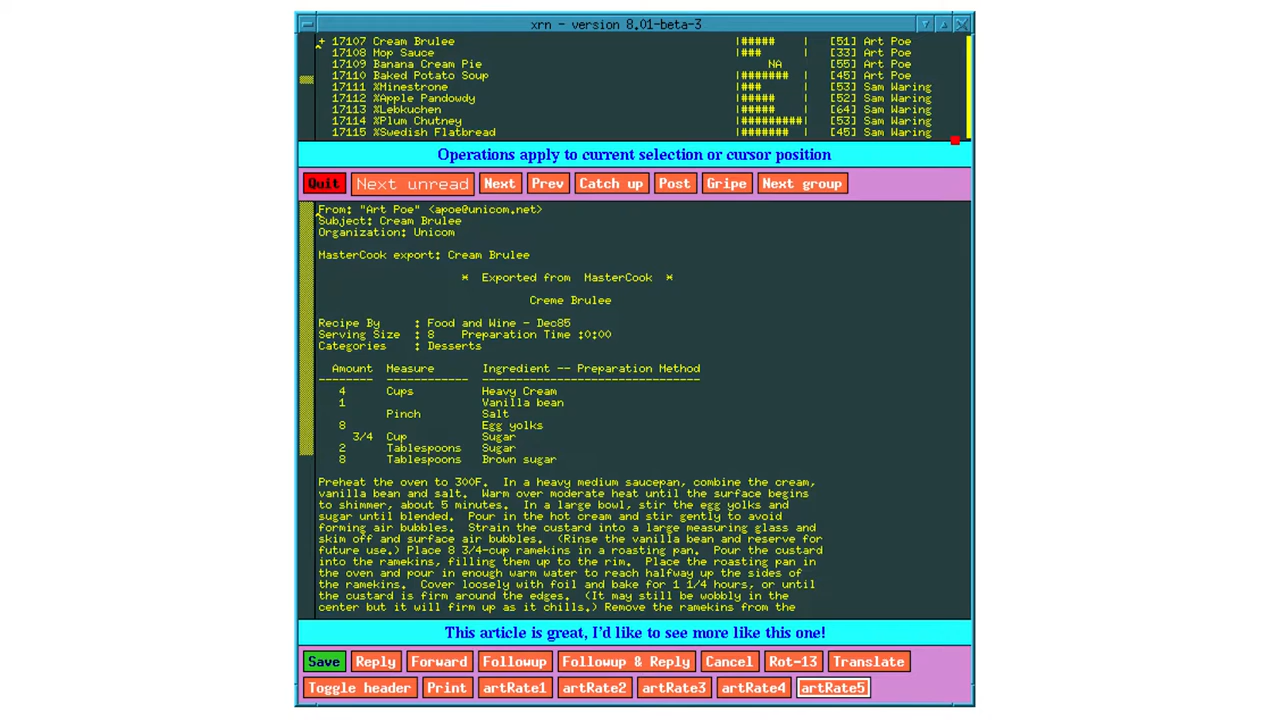 xrn - version 8.01-beta-3
+ 17107 Cream Brulee |##### | [51] Art Poe
17108 Hop Sauce |### | [33] Art Poe
17109 Banana Cream Pie NA [55] Art Poe
17110 Baked Potato Soup |####### | [45] Art Poe
17111 %Minestrone |### | [53] Sam Waring
17112 %Apple Pandowdy |##### | [52] Sam Waring
17113 %Lebkuchen |##### | [64] Sam Waring
17114 %Plum Chutney |#########| [53] Sam Waring
17115 %Swedish Flatbread |####### | [45] Sam Waring
Operations apply to current selection or cursor position
Quit Next unread Next Prev Catch up Post Gripe Next group
From: "Art Poe" <apoe@unicom.net>
Subject: Cream Brulee
Organization: Unicom
MasterCook export: Cream Brulee
* Exported from MasterCook *
Creme Brulee
Recipe By : Food and Wine - Dec85
Serving Size : 8 Preparation Time :0:00
Categories : Desserts
Amount Measure Ingredient -- Preparation Method
-------- ------------ --------------------------------
4 Cups Heavy Cream
1 Vanilla bean
Pinch Salt
8 Egg yolks
3/4 Cup Sugar
2 Tablespoons Sugar
8 Tablespoons Brown sugar
Preheat the oven to 300F. In a heavy medium saucepan, combine the cream,
vanilla bean and salt. Warm over moderate heat until the surface begins
to shimmer, about 5 minutes. In a large bowl, stir the egg yolks and
sugar until blended. Pour in the hot cream and stir gently to avoid
forming air bubbles. Strain the custard into a large measuring glass and
skim off and surface air bubbles. (Rinse the vanilla bean and reserve for
future use.) Place 8 3/4-cup ramekins in a roasting pan. Pour the custard
into the ramekins, filling them up to the rim. Place the roasting pan in
the oven and pour in enough warm water to reach halfway up the sides of
the ramekins. Cover loosely with foil and bake for 1 1/4 hours, or until
the custard is firm around the edges. (It may still be wobbly in the
center but it will firm up as it chills.) Remove the ramekins from the
This article is great, I'd like to see more like this one!
Save Reply Forward Followup Followup & Reply Cancel Rot-13 Translate
Toggle header Print artRate1 artRate2 artRate3 artRate4 artRate5